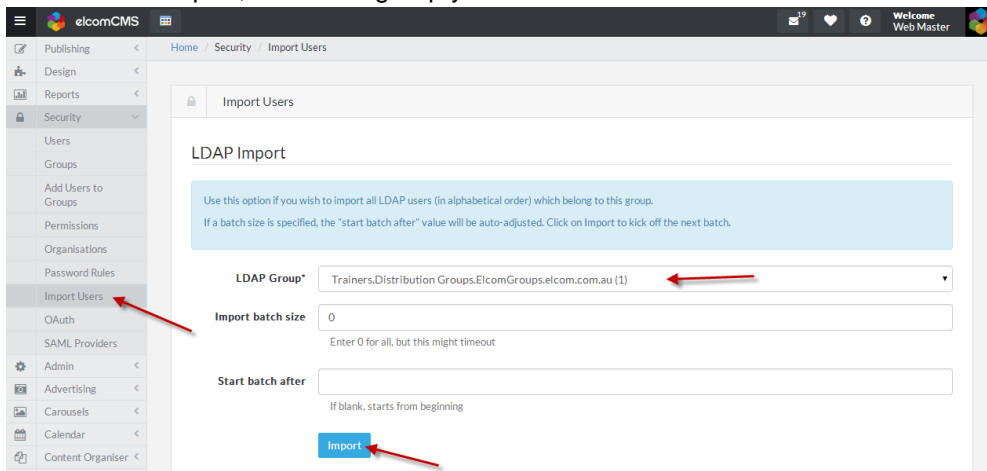 elcomCMS
19
Welcome
Web Master
Home / Security / Import Users
Publishing
Design
Reports
Security
Users
Groups
Add Users to
Groups
Permissions
Organisations
Password Rules
Import Users
OAuth
SAML Providers
Admin
Advertising
Carousels
Calendar
Content Organiser
Import Users
LDAP Import
Use this option if you wish to import all LDAP users (in alphabetical order) which belong to this group.
If a batch size is specified, the "start batch after" value will be auto-adjusted. Click on Import to kick off the next batch.
LDAP Group* Trainers.Distribution Groups.ElcomGroups.elcom.com.au (1)
Import batch size 0
Enter 0 for all, but this might timeout
Start batch after
If blank, starts from beginning
Import